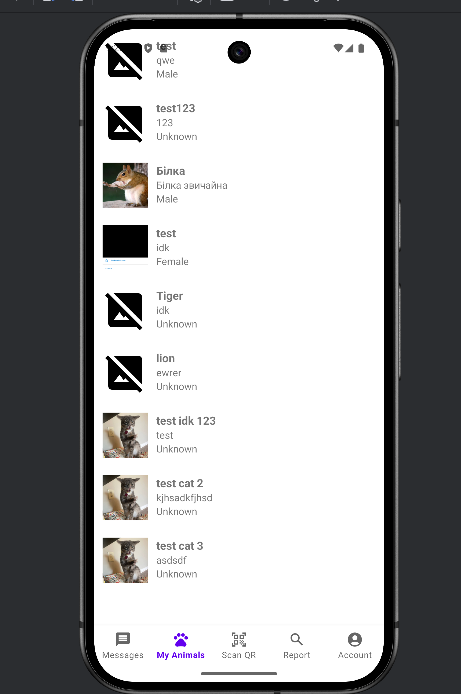 test
qwe
Male
test123
123
Unknown
Білка
Білка звичайна
Male
test
idk
Female
Tiger
idk
Unknown
lion
ewrer
Unknown
test idk 123
test
Unknown
test cat 2
kjhsadkfjhsd
Unknown
test cat 3
asdsdf
Unknown
Messages
My Animals
Scan QR
Report
Account